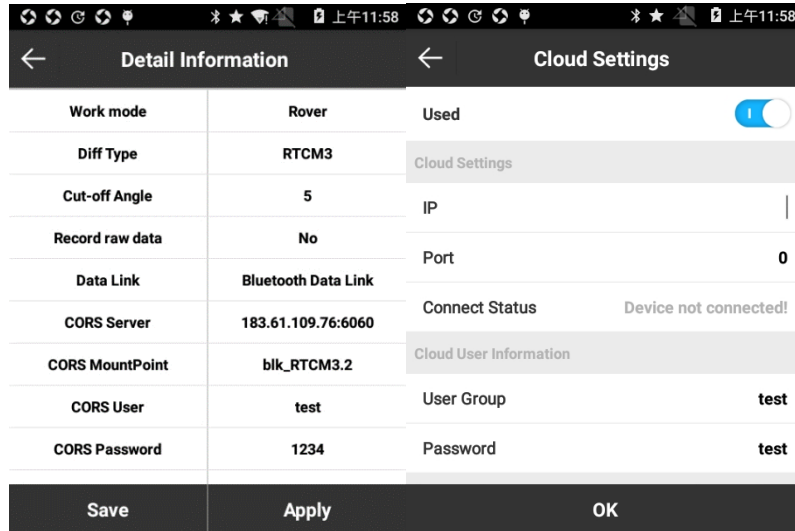 上午11:58
Detail Information
Work mode Rover
Diff Type RTCM3
Cut-off Angle 5
Record raw data No
Data Link Bluetooth Data Link
CORS Server 183.61.109.76:6060
CORS MountPoint blk_RTCM3.2
CORS User test
CORS Password 1234
Save Apply
上午11:58
Cloud Settings
Used
Cloud Settings
IP
Port 0
Connect Status Device not connected!
Cloud User Information
User Group test
Password test
OK